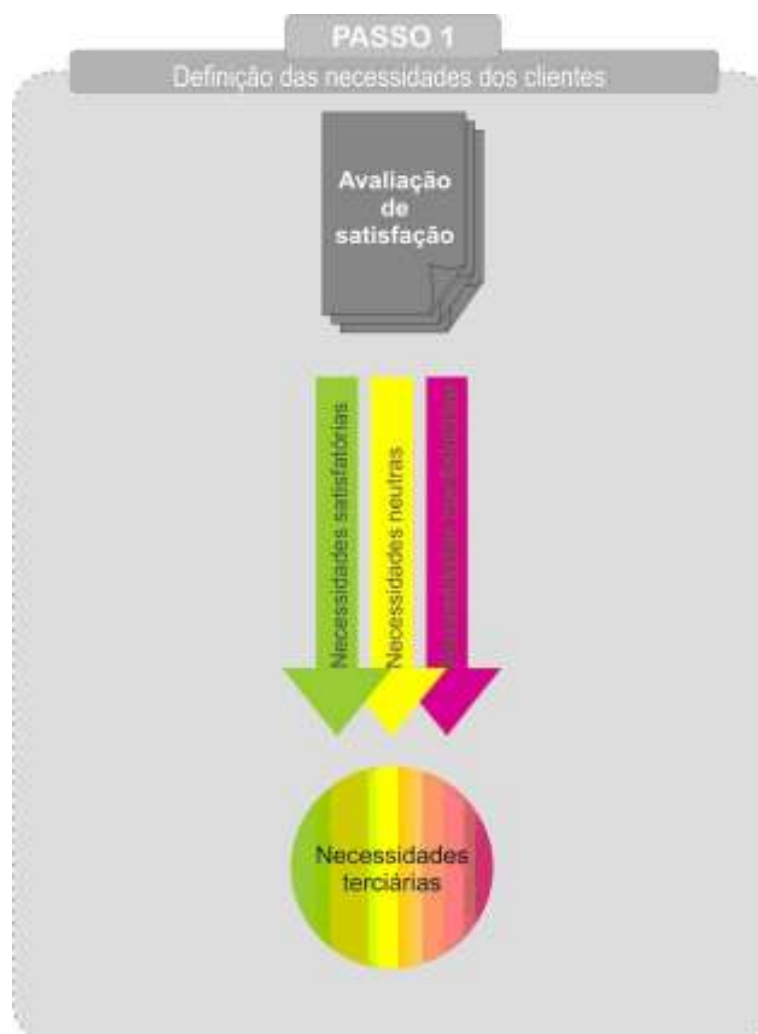 PASSO 1
Definição das necessidades dos clientes
Avaliação
de
satisfação
Necessidades satisfatórias
Necessidades neutras
Necessidades
terciárias